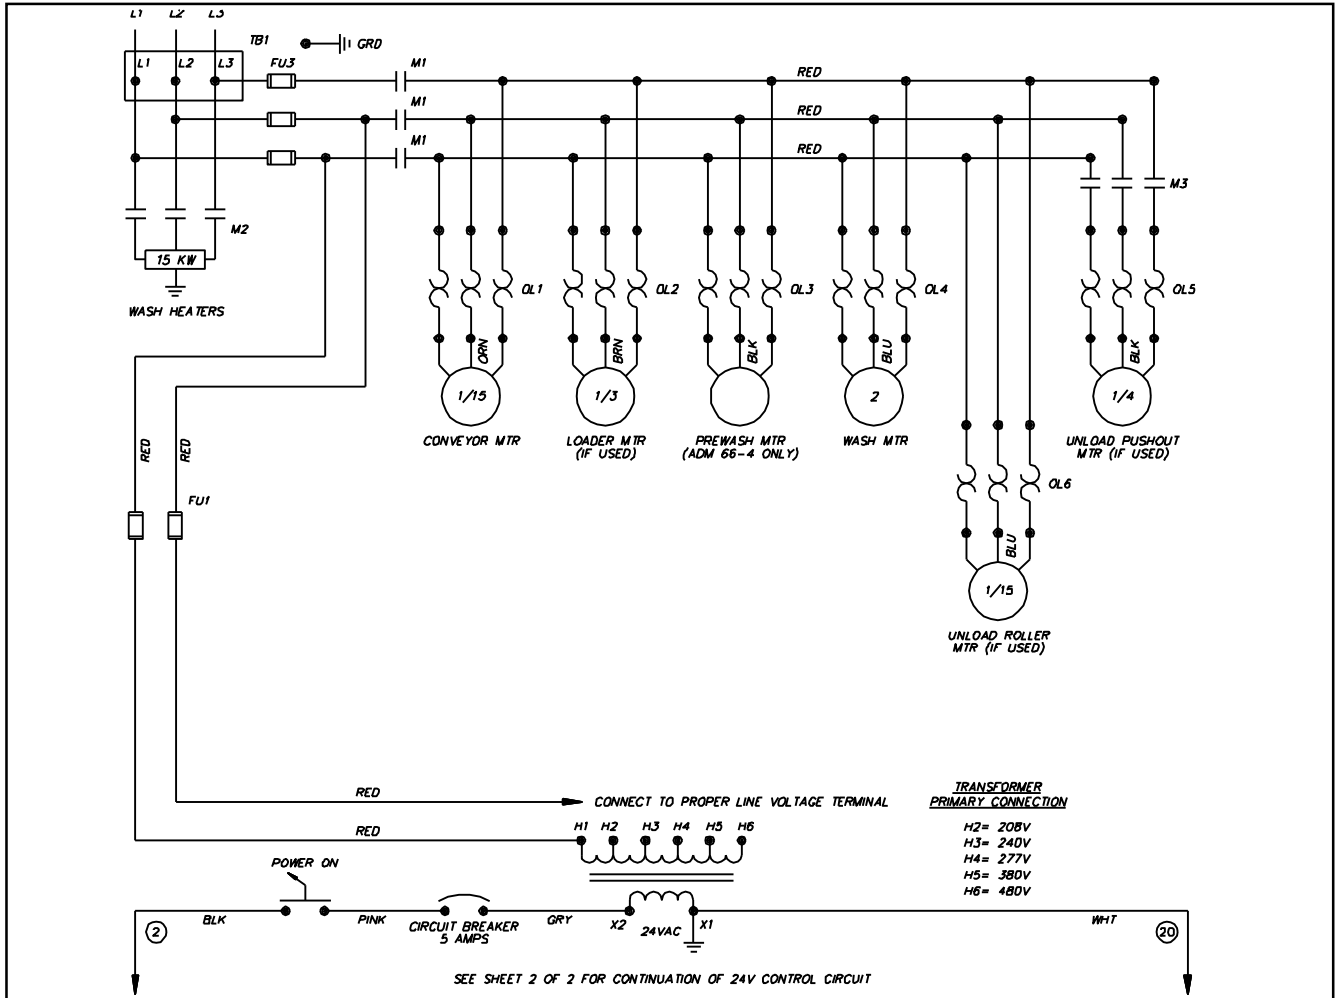 L1 L2 L3
TB1
GRD
L1 L2 L3
FU3
M1
RED
M1
RED
M1
RED
M3
M2
15 KW
WASH HEATERS
OL1
OL2
OL3
OL4
OL5
ORN
BRN
BLK
BLU
BLK
1/15
1/3
2
1/4
CONVEYOR MTR
LOADER MTR
(IF USED)
PREWASH MTR
(ADM 66-4 ONLY)
WASH MTR
UNLOAD PUSHOUT
MTR (IF USED)
RED
RED
OL6
FU1
BLU
1/15
UNLOAD ROLLER
MTR (IF USED)
RED
CONNECT TO PROPER LINE VOLTAGE TERMINAL
TRANSFORMER
PRIMARY CONNECTION
H2= 208V
H3= 240V
H4= 277V
H5= 380V
H6= 480V
RED
H1 H2 H3 H4 H5 H6
POWER ON
BLK
PINK
CIRCUIT BREAKER
5 AMPS
GRY
X2
24VAC
X1
WHT
2
20
SEE SHEET 2 OF 2 FOR CONTINUATION OF 24V CONTROL CIRCUIT